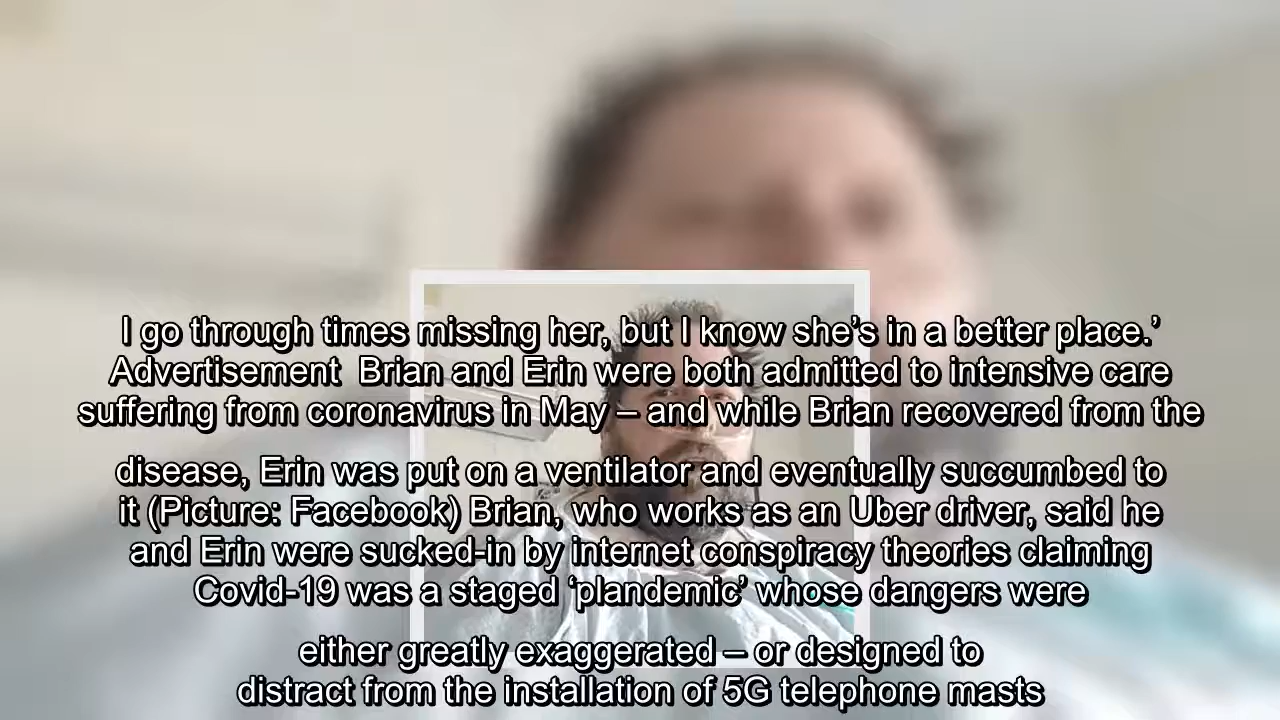 I go through times missing her, but I know she’s in a better place.’
Advertisement  Brian and Erin were both admitted to intensive care
suffering from coronavirus in May – and while Brian recovered from the
disease, Erin was put on a ventilator and eventually succumbed to
it (Picture: Facebook) Brian, who works as an Uber driver, said he
and Erin were sucked-in by internet conspiracy theories claiming
Covid-19 was a staged ‘plandemic’ whose dangers were
either greatly exaggerated – or designed to
distract from the installation of 5G telephone masts